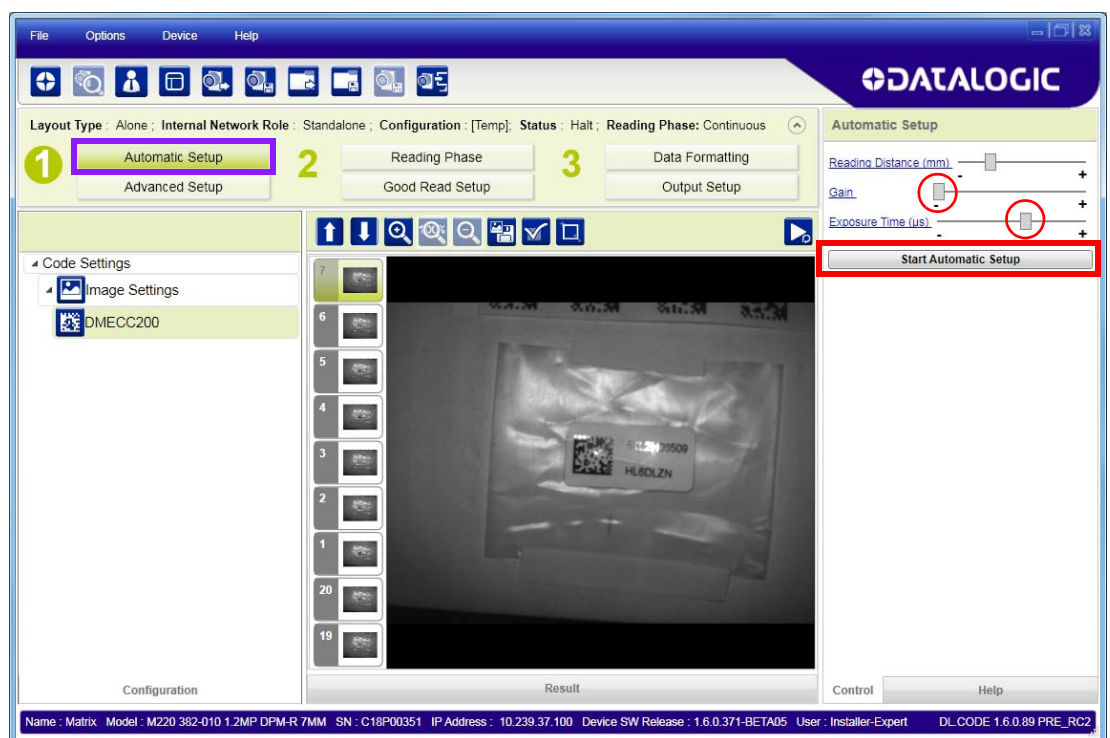 File Options Device Help
DATALOGIC
Layout Type : Alone ; Internal Network Role : Standalone ; Configuration : [Temp]; Status : Halt ; Reading Phase: Continuous
Automatic Setup
1 Automatic Setup
Advanced Setup
2 Reading Phase
Good Read Setup
3 Data Formatting
Output Setup
Reading Distance (mm) - +
Gain - +
Exposure Time (µs) - +
Start Automatic Setup
Code Settings
Image Settings
DMECC200
7
6
5
4
3
2
1
20
19
HL6DLZN
Configuration
Result
Control Help
Name : Matrix Model : M220 382-010 1.2MP DPM-R 7MM SN : C18P00351 IP Address : 10.239.37.100 Device SW Release : 1.6.0.371-BETA05 User : Installer-Expert DL.CODE 1.6.0.89 PRE_RC2